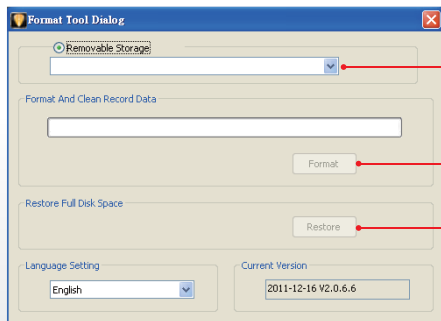 Format Tool Dialog
Removable Storage
Format And Clean Record Data
Format
Restore Full Disk Space
Restore
Language Setting
Current Version
English
2011-12-16 V2.0.6.6